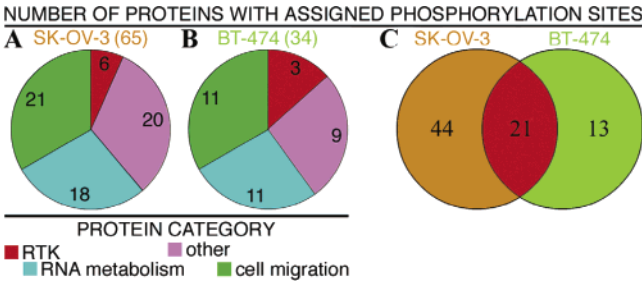 NUMBER OF PROTEINS WITH ASSIGNED PHOSPHORYLATION SITES
A SK-OV-3 (65) B BT-474 (34) C SK-OV-3 BT-474
6 20 18 21
3 9 11 11
44 21 13
PROTEIN CATEGORY
RTK other
RNA metabolism cell migration